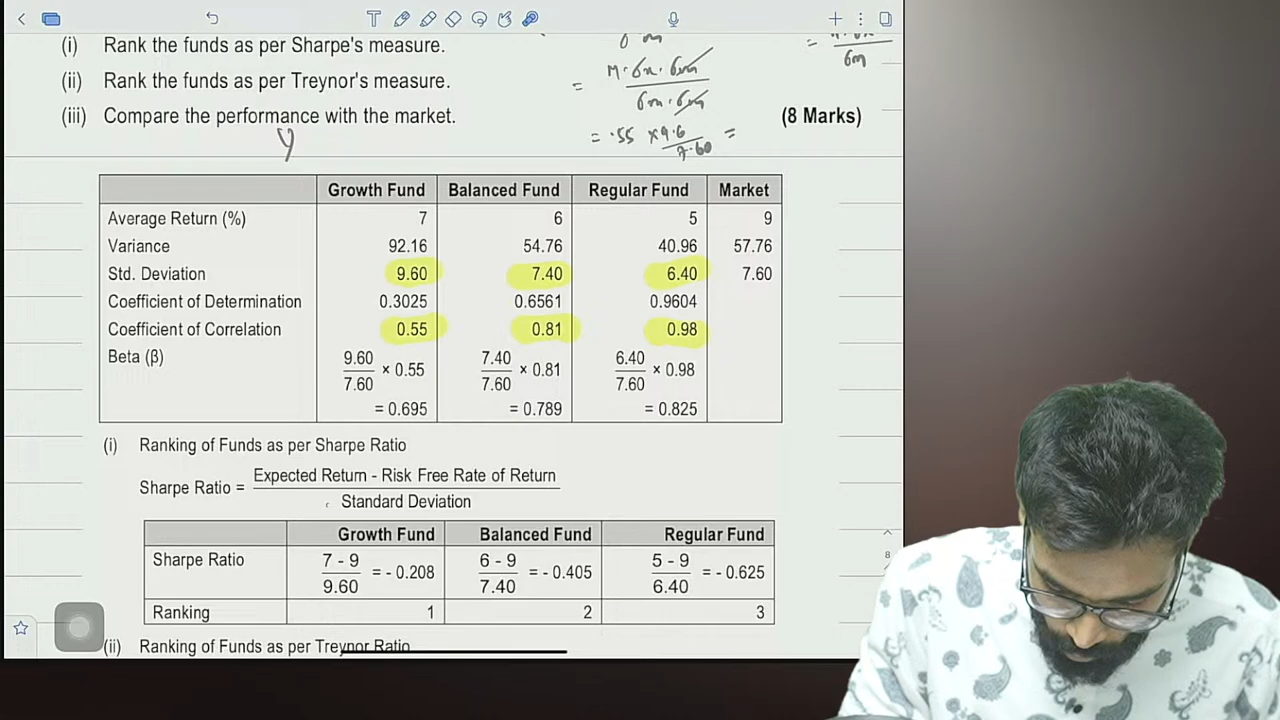 (i) Rank the funds as per Sharpe's measure.
(ii) Rank the funds as per Treynor's measure.
(iii) Compare the performance with the market. (8 Marks)
= .55 × 9.6 / 7.60 =
Growth Fund Balanced Fund Regular Fund Market
Average Return (%) 7 6 5 9
Variance 92.16 54.76 40.96 57.76
Std. Deviation 9.60 7.40 6.40 7.60
Coefficient of Determination 0.3025 0.6561 0.9604
Coefficient of Correlation 0.55 0.81 0.98
Beta (β) 9.60/7.60 × 0.55 7.40/7.60 × 0.81 6.40/7.60 × 0.98
= 0.695 = 0.789 = 0.825
(i) Ranking of Funds as per Sharpe Ratio
Sharpe Ratio = Expected Return - Risk Free Rate of Return
Standard Deviation
Growth Fund Balanced Fund Regular Fund
Sharpe Ratio 7 - 9 / 9.60 = - 0.208 6 - 9 / 7.40 = - 0.405 5 - 9 / 6.40 = - 0.625
Ranking 1 2 3
8
(ii) Ranking of Funds as per Treynor Ratio